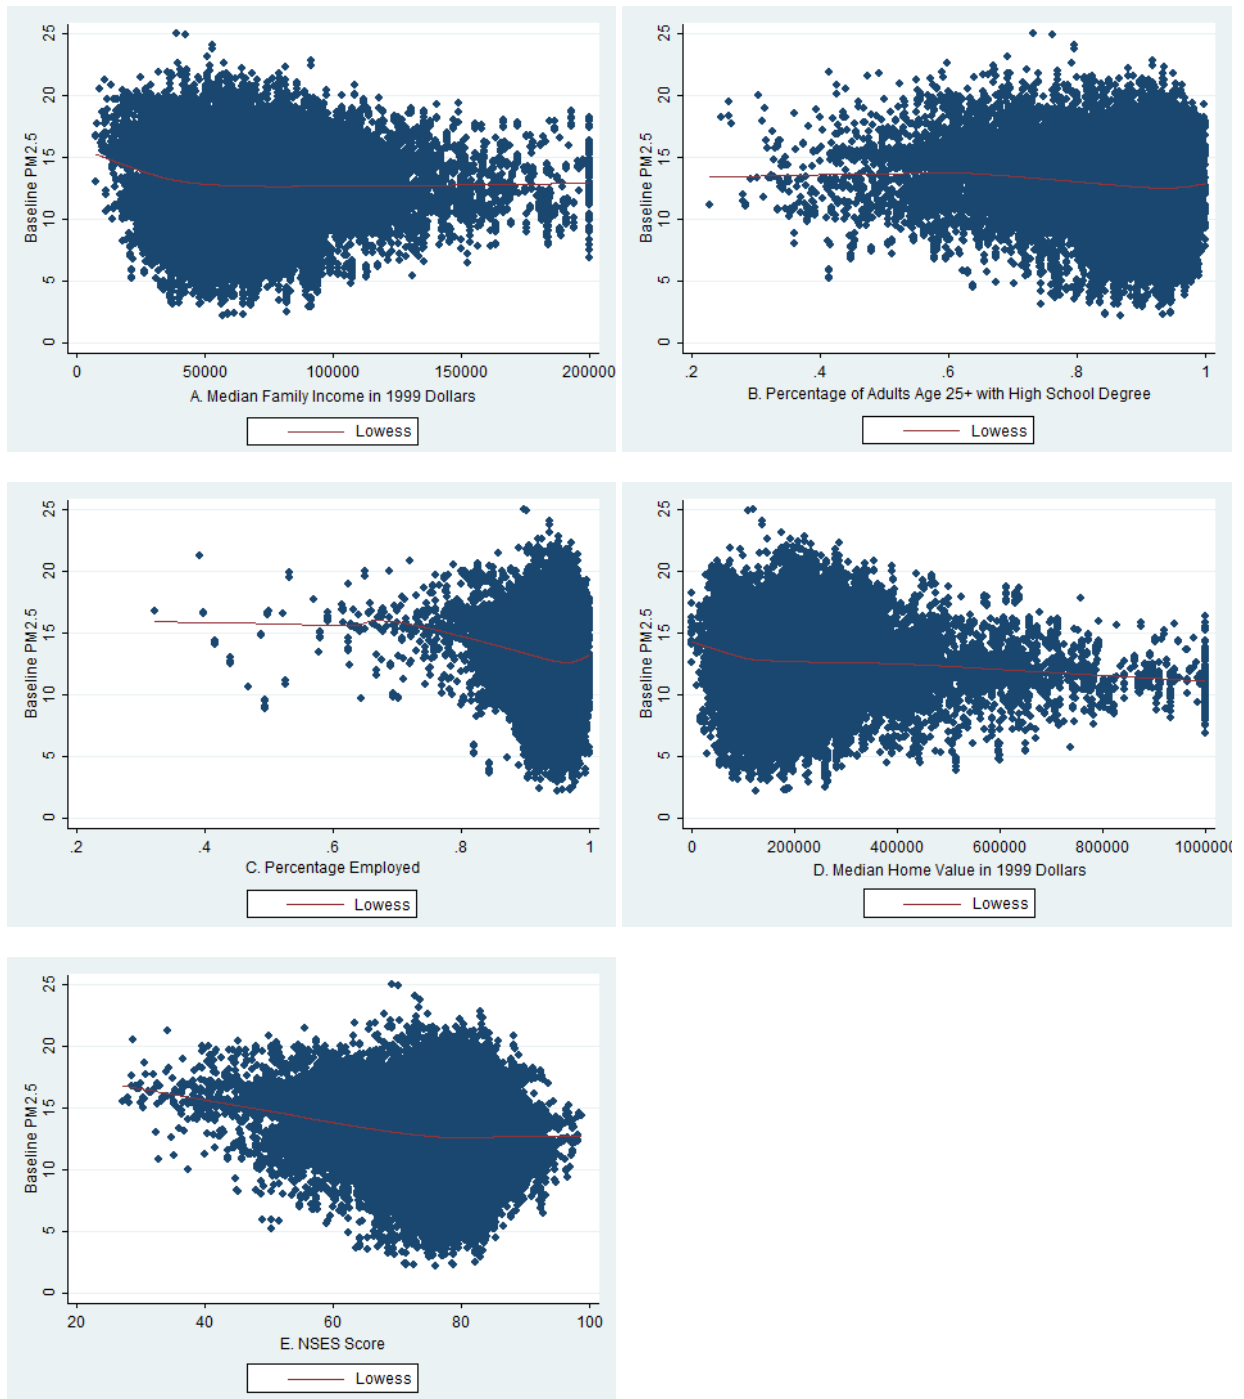 25
20
15
10
5
0
Baseline PM2.5
0 50000 100000 150000 200000
A. Median Family Income in 1999 Dollars
Lowess
25
20
15
10
5
0
Baseline PM2.5
.2 .4 .6 .8 1
B. Percentage of Adults Age 25+ with High School Degree
Lowess
25
20
15
10
5
0
Baseline PM2.5
.2 .4 .6 .8 1
C. Percentage Employed
Lowess
25
20
15
10
5
0
Baseline PM2.5
0 200000 400000 600000 800000 1000000
D. Median Home Value in 1999 Dollars
Lowess
25
20
15
10
5
0
Baseline PM2.5
20 40 60 80 100
E. NSES Score
Lowess